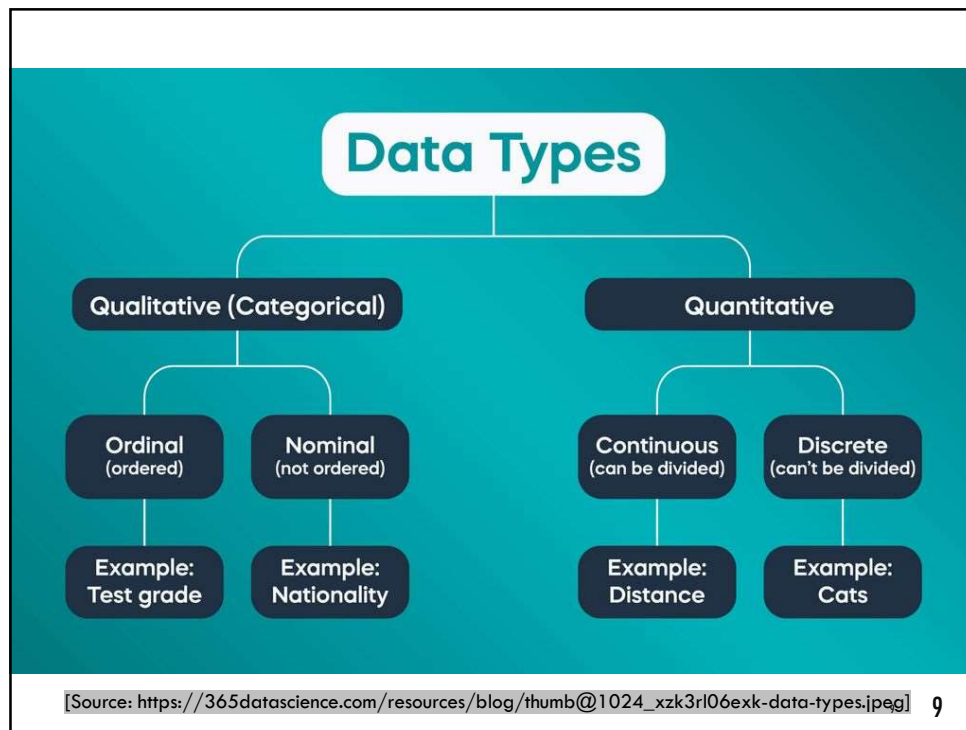 Data Types
Qualitative (Categorical)
Quantitative
Ordinal
(ordered)
Nominal
(not ordered)
Continuous
(can be divided)
Discrete
(can't be divided)
Example:
Test grade
Example:
Nationality
Example:
Distance
Example:
Cats
[Source: https://365datascience.com/resources/blog/thumb@1024_xzk3rl06exk-data-types.jpeg]
9